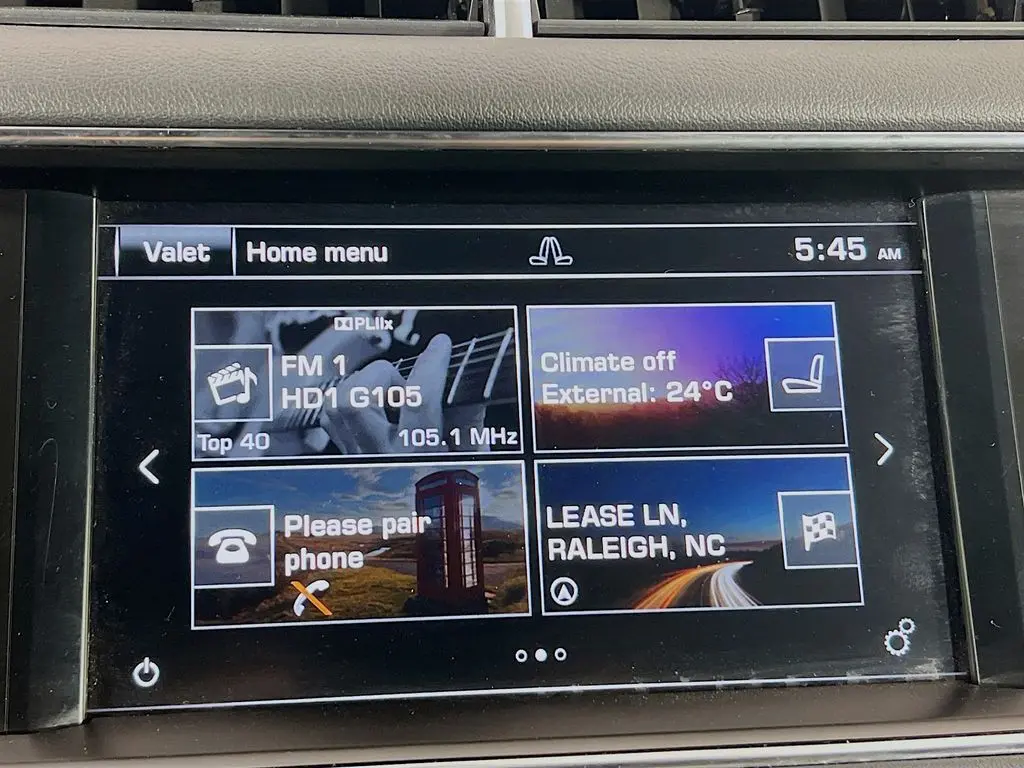 Valet
Home menu
5:45 AM
PLIIx
FM 1
HD1 G105
Top 40
105.1 MHz
Climate off
External: 24°C
Please pair
phone
LEASE LN,
RALEIGH, NC